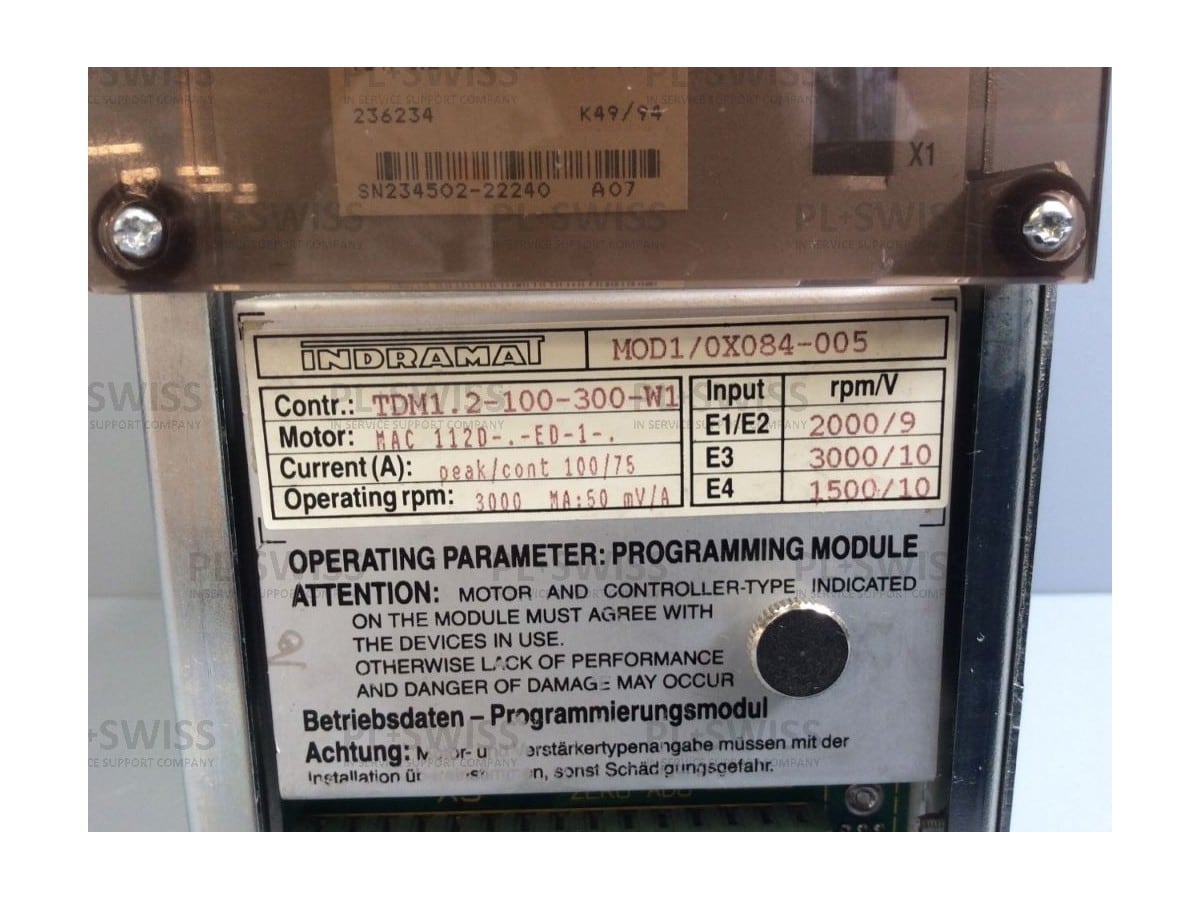 236234 K49/94
X1
SN234502-22240 A07
INDRAMAT MOD1/0X084-005
Contr.: TDM1.2-100-300-W1
Motor: MAC 112D-.-ED-1-.
Current (A): peak/cont 100/75
Operating rpm: 3000 MA:50 mV/A
Input rpm/V
E1/E2 2000/9
E3 3000/10
E4 1500/10
OPERATING PARAMETER: PROGRAMMING MODULE
ATTENTION: MOTOR AND CONTROLLER-TYPE INDICATED
ON THE MODULE MUST AGREE WITH
THE DEVICES IN USE.
OTHERWISE LACK OF PERFORMANCE
AND DANGER OF DAMAGE MAY OCCUR
Betriebsdaten – Programmierungsmodul
Achtung: verstärkertypenangabe müssen mit der
Installation sonst Schädigungsgefahr.
ZERO ADJ
PL+SWISS
IN SERVICE SUPPORT COMPANY